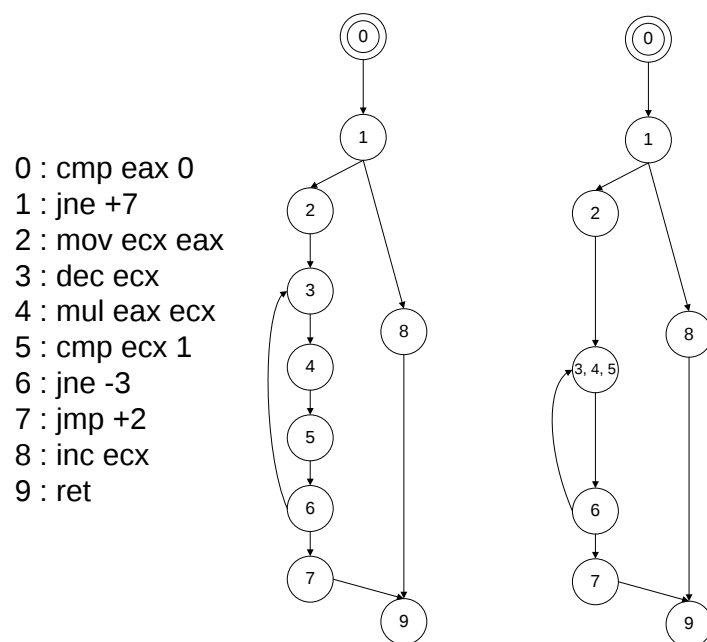 0 : cmp eax 0
1 : jne +7
2 : mov ecx eax
3 : dec ecx
4 : mul eax ecx
5 : cmp ecx 1
6 : jne -3
7 : jmp +2
8 : inc ecx
9 : ret
0
1
2
3
8
4
5
6
7
9
0
1
2
8
3, 4, 5
6
7
9